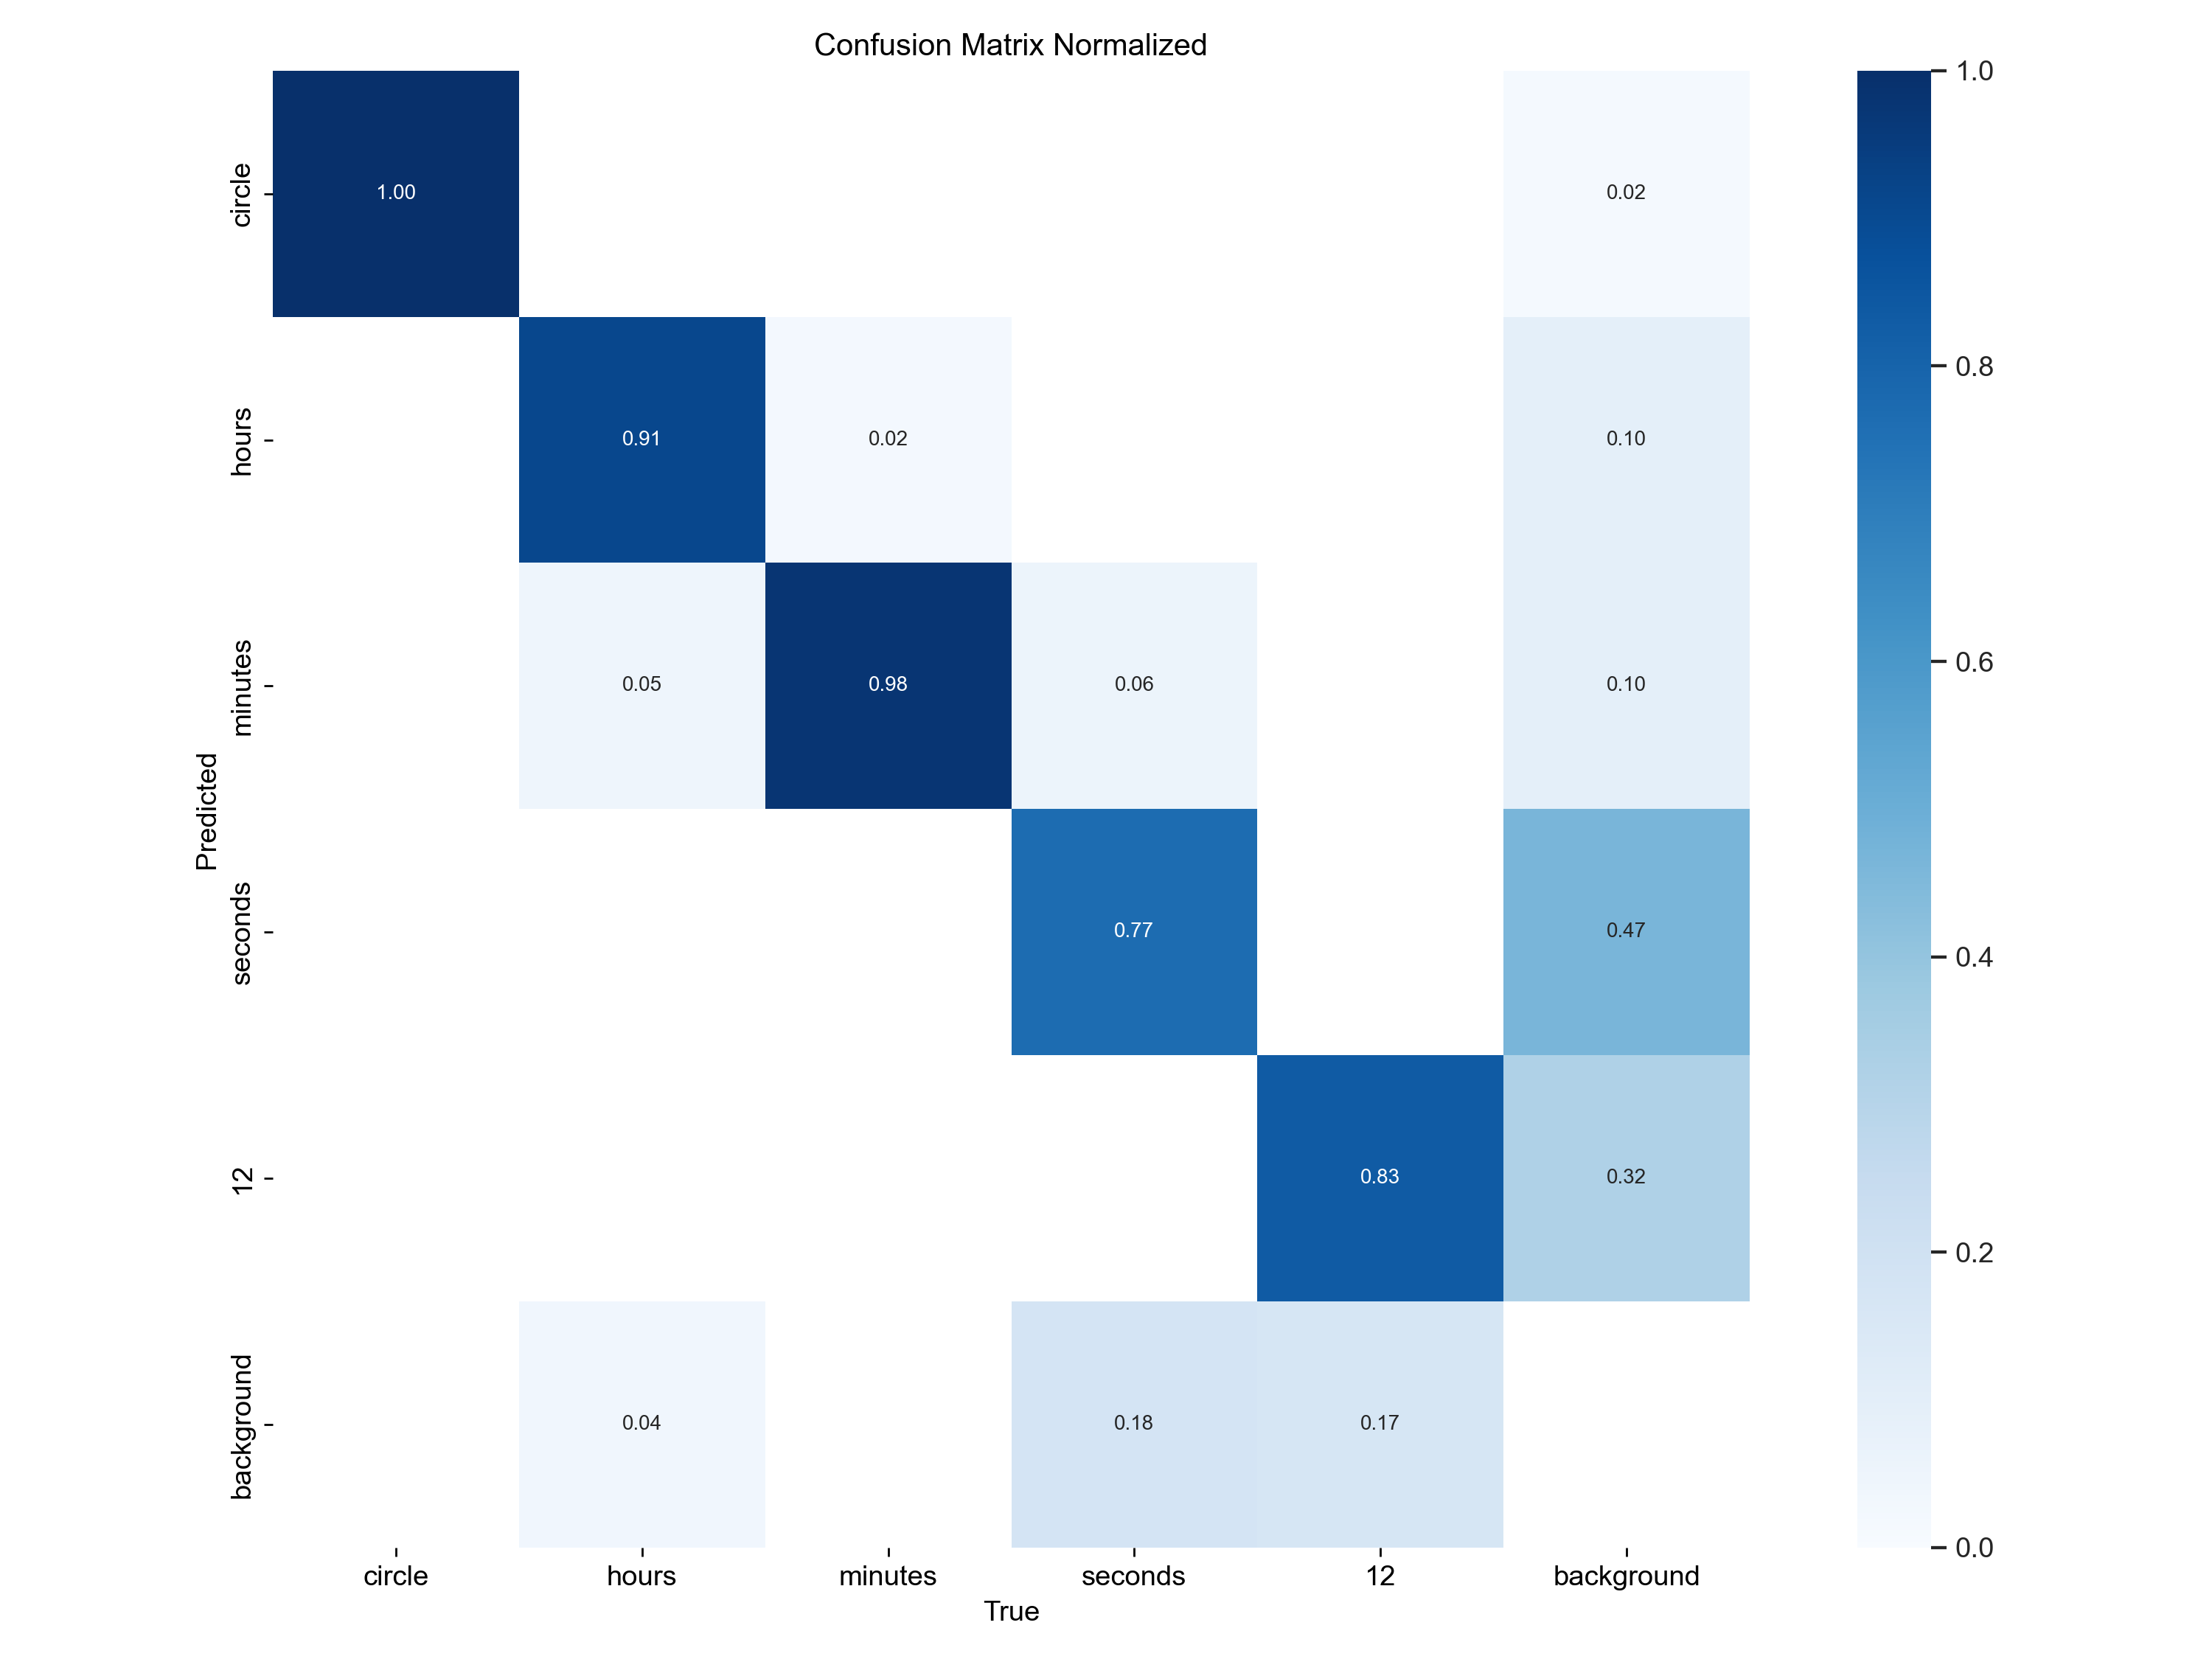 Confusion Matrix Normalized
circle
1.00
0.02
hours
0.91
0.02
0.10
minutes
0.05
0.98
0.06
0.10
Predicted
seconds
0.77
0.47
12
0.83
0.32
background
0.04
0.18
0.17
circle
hours
minutes
seconds
12
background
True
1.0
0.8
0.6
0.4
0.2
0.0